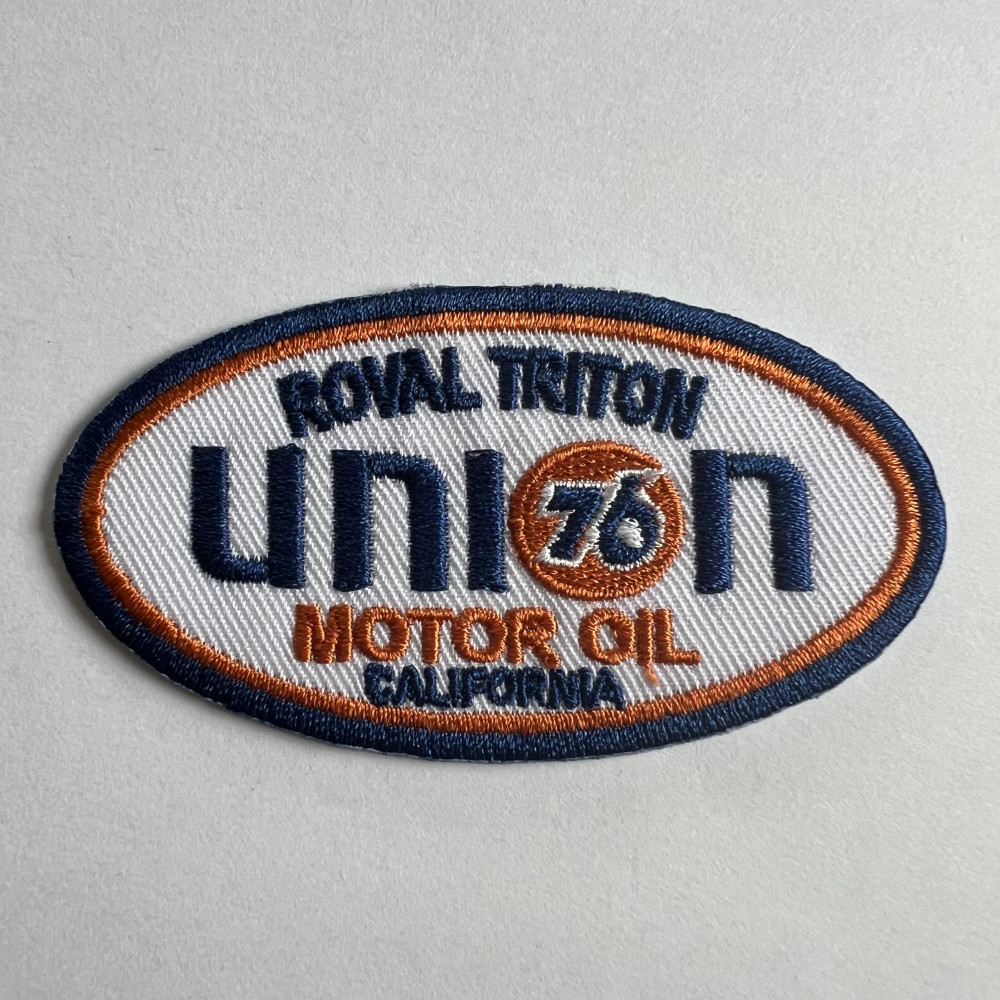 ROYAL TRITON
union
76
MOTOR OIL
CALIFORNIA